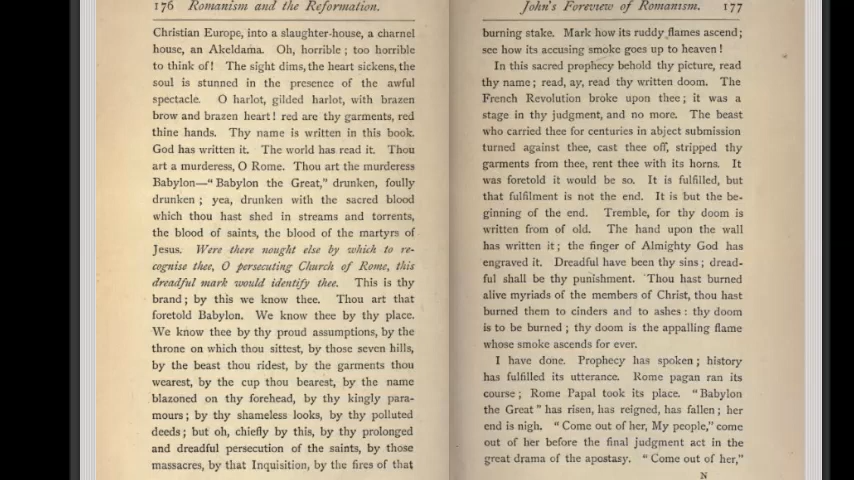 176 Romanism and the Reformation.
Christian Europe, into a slaughter-house, a charnel
house, an Akeldama. Oh, horrible ; too horrible
to think of! The sight dims, the heart sickens, the
soul is stunned in the presence of the awful
spectacle. O harlot, gilded harlot, with brazen
brow and brazen heart! red are thy garments, red
thine hands. Thy name is written in this book.
God has written it. The world has read it. Thou
art a murderess, O Rome. Thou art the murderess
Babylon—"Babylon the Great," drunken, foully
drunken ; yea, drunken with the sacred blood
which thou hast shed in streams and torrents,
the blood of saints, the blood of the martyrs of
Jesus. Were there nought else by which to re-
cognise thee, O persecuting Church of Rome, this
dreadful mark would identify thee. This is thy
brand ; by this we know thee. Thou art that
foretold Babylon. We know thee by thy place.
We know thee by thy proud assumptions, by the
throne on which thou sittest, by those seven hills,
by the beast thou ridest, by the garments thou
wearest, by the cup thou bearest, by the name
blazoned on thy forehead, by thy kingly para-
mours ; by thy shameless looks, by thy polluted
deeds ; but oh, chiefly by this, by thy prolonged
and dreadful persecution of the saints, by those
massacres, by that Inquisition, by the fires of that
John's Foreview of Romanism. 177
burning stake. Mark how its ruddy flames ascend;
see how its accusing smoke goes up to heaven!
In this sacred prophecy behold thy picture, read
thy name ; read, ay, read thy written doom. The
French Revolution broke upon thee ; it was a
stage in thy judgment, and no more. The beast
who carried thee for centuries in abject submission
turned against thee, cast thee off, stripped thy
garments from thee, rent thee with its horns. It
was foretold it would be so. It is fulfilled, but
that fulfilment is not the end. It is but the be-
ginning of the end. Tremble, for thy doom is
written from of old. The hand upon the wall
has written it ; the finger of Almighty God has
engraved it. Dreadful have been thy sins ; dread-
ful shall be thy punishment. Thou hast burned
alive myriads of the members of Christ, thou hast
burned them to cinders and to ashes : thy doom
is to be burned ; thy doom is the appalling flame
whose smoke ascends for ever.
I have done. Prophecy has spoken ; history
has fulfilled its utterance. Rome pagan ran its
course ; Rome Papal took its place. "Babylon
the Great" has risen, has reigned, has fallen ; her
end is nigh. "Come out of her, My people," come
out of her before the final judgment act in the
great drama of the apostasy. "Come out of her,"
N